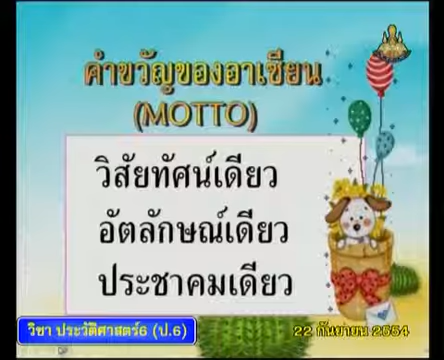 คำขวัญของอาเซียน
(MOTTO)
วิสัยทัศน์เดียว
อัตลักษณ์เดียว
ประชาคมเดียว
วิชา ประวัติศาสตร์6 (ป.6)
22 กันยายน 2554